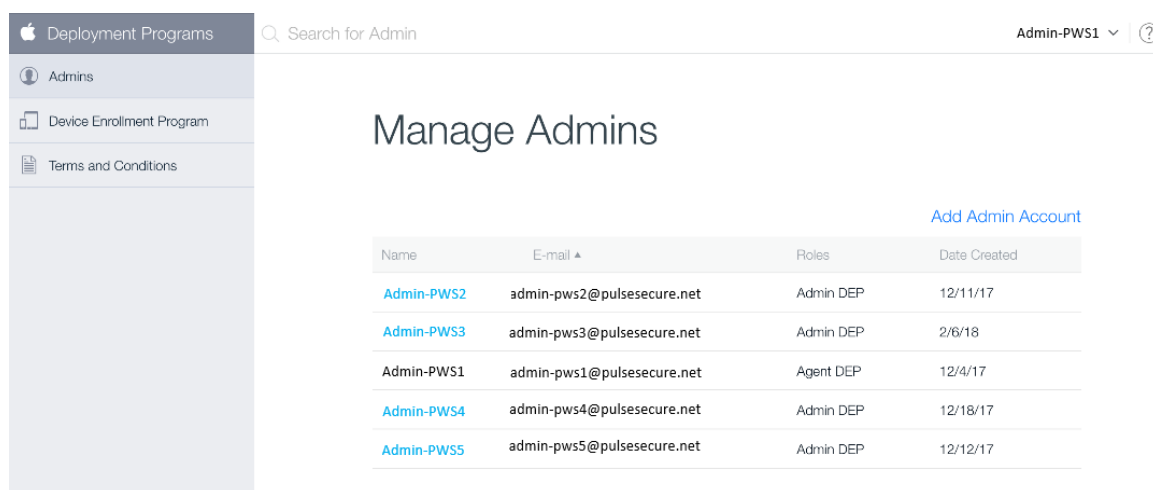 Deployment Programs
Search for Admin
Admin-PWS1
?
Admins
Device Enrollment Program
Terms and Conditions
Manage Admins
Add Admin Account
Name E-mail ▲ Roles Date Created
Admin-PWS2 admin-pws2@pulsesecure.net Admin DEP 12/11/17
Admin-PWS3 admin-pws3@pulsesecure.net Admin DEP 2/6/18
Admin-PWS1 admin-pws1@pulsesecure.net Agent DEP 12/4/17
Admin-PWS4 admin-pws4@pulsesecure.net Admin DEP 12/18/17
Admin-PWS5 admin-pws5@pulsesecure.net Admin DEP 12/12/17